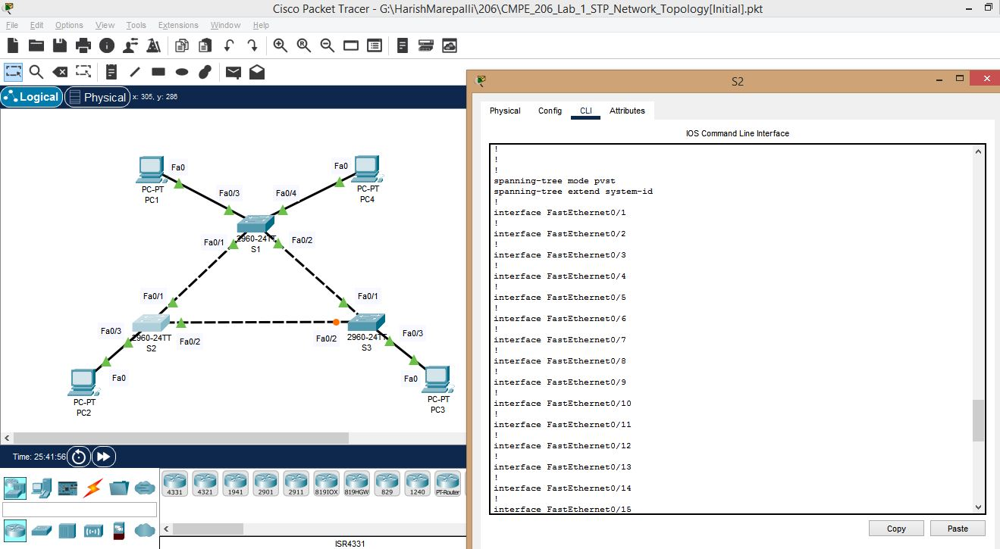 Cisco Packet Tracer - G:\HarishMarepalli\206\CMPE_206_Lab_1_STP_Network_Topology[Initial].pkt
File Edit Options View Tools Extensions Window Help
Logical Physical x: 305, y: 286
Fa0
PC-PT
PC1
Fa0
PC-PT
PC4
Fa0/3
Fa0/4
2960-24TT
S1
Fa0/1
Fa0/2
Fa0/1
Fa0/1
Fa0/3
2960-24TT
S2
Fa0/2
Fa0/2
2960-24TT
S3
Fa0/3
Fa0
PC-PT
PC2
Fa0
PC-PT
PC3
Time: 25:41:56
4331 4321 1941 2901 2911 819IOX 819HGW 829 1240 PT-Router
ISR4331
S2
Physical Config CLI Attributes
IOS Command Line Interface
!
!
!
spanning-tree mode pvst
spanning-tree extend system-id
!
interface FastEthernet0/1
!
interface FastEthernet0/2
!
interface FastEthernet0/3
!
interface FastEthernet0/4
!
interface FastEthernet0/5
!
interface FastEthernet0/6
!
interface FastEthernet0/7
!
interface FastEthernet0/8
!
interface FastEthernet0/9
!
interface FastEthernet0/10
!
interface FastEthernet0/11
!
interface FastEthernet0/12
!
interface FastEthernet0/13
!
interface FastEthernet0/14
!
interface FastEthernet0/15
Copy Paste